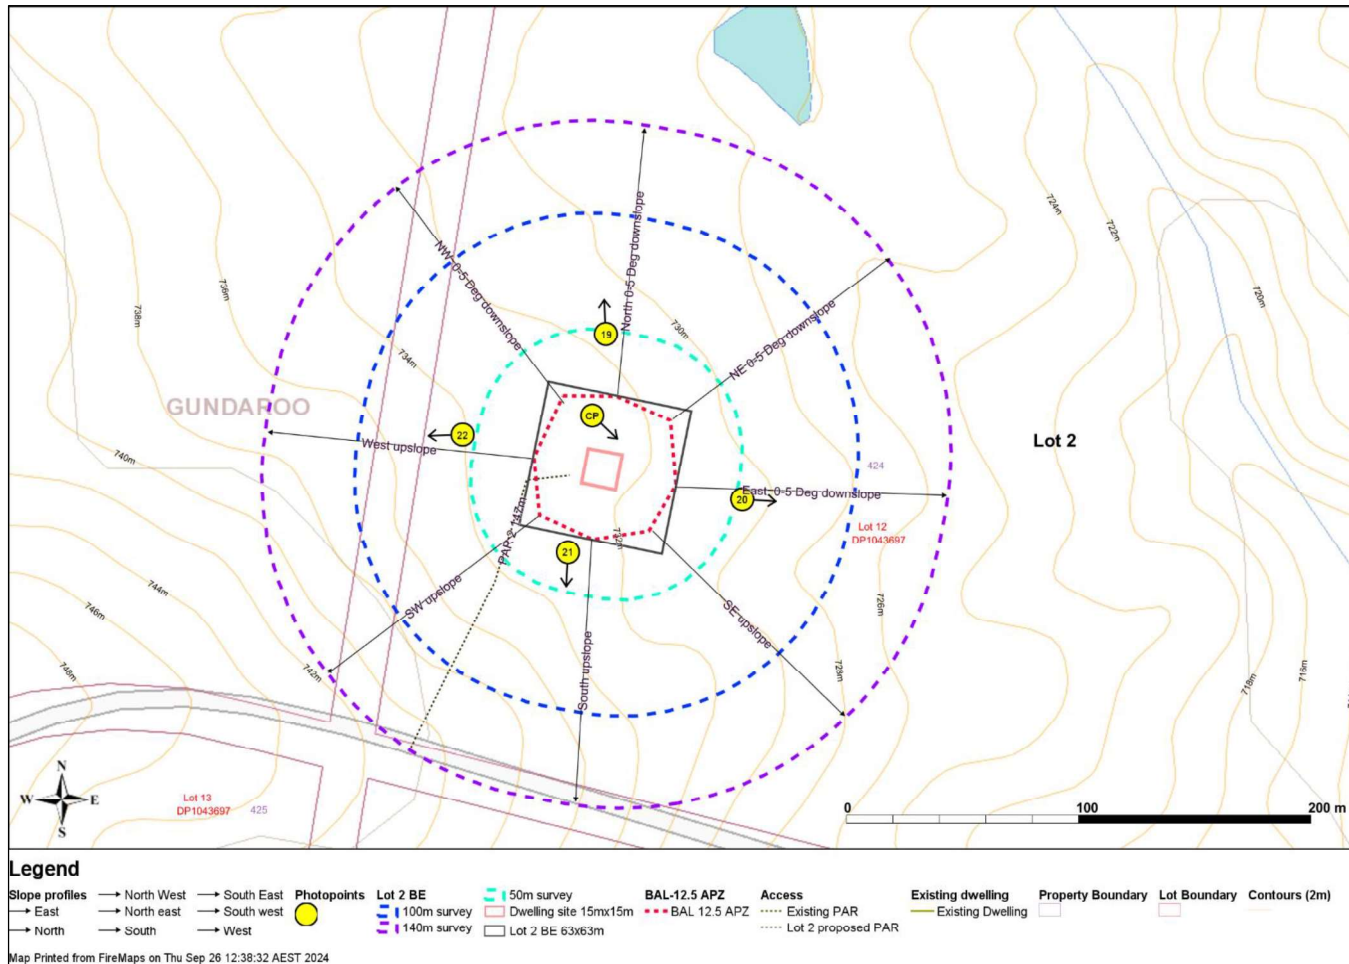 724m
722m
720m
738m
736m
734m
730m
NW 0-5 Deg downslope
North 0-5 Deg downslope
NE 0-5 Deg downslope
19
GUNDAROO
CP
22
West upslope
740m
Lot 2
424
East 0-5 Deg downslope
20
Lot 12
DP1043697
PAR-2 147m
732m
21
SW upslope
SE upslope
South upslope
744m
746m
748m
742m
726m
728m
718m
716m
N
W E
S
Lot 13
DP1043697
425
0 100 200 m
Legend
Slope profiles North West South East Photopoints Lot 2 BE 50m survey BAL-12.5 APZ Access Existing dwelling Property Boundary Lot Boundary Contours (2m)
East North east South west 100m survey Dwelling site 15mx15m BAL 12.5 APZ Existing PAR Existing Dwelling
North South West 140m survey Lot 2 BE 63x63m Lot 2 proposed PAR
Map Printed from FireMaps on Thu Sep 26 12:38:32 AEST 2024